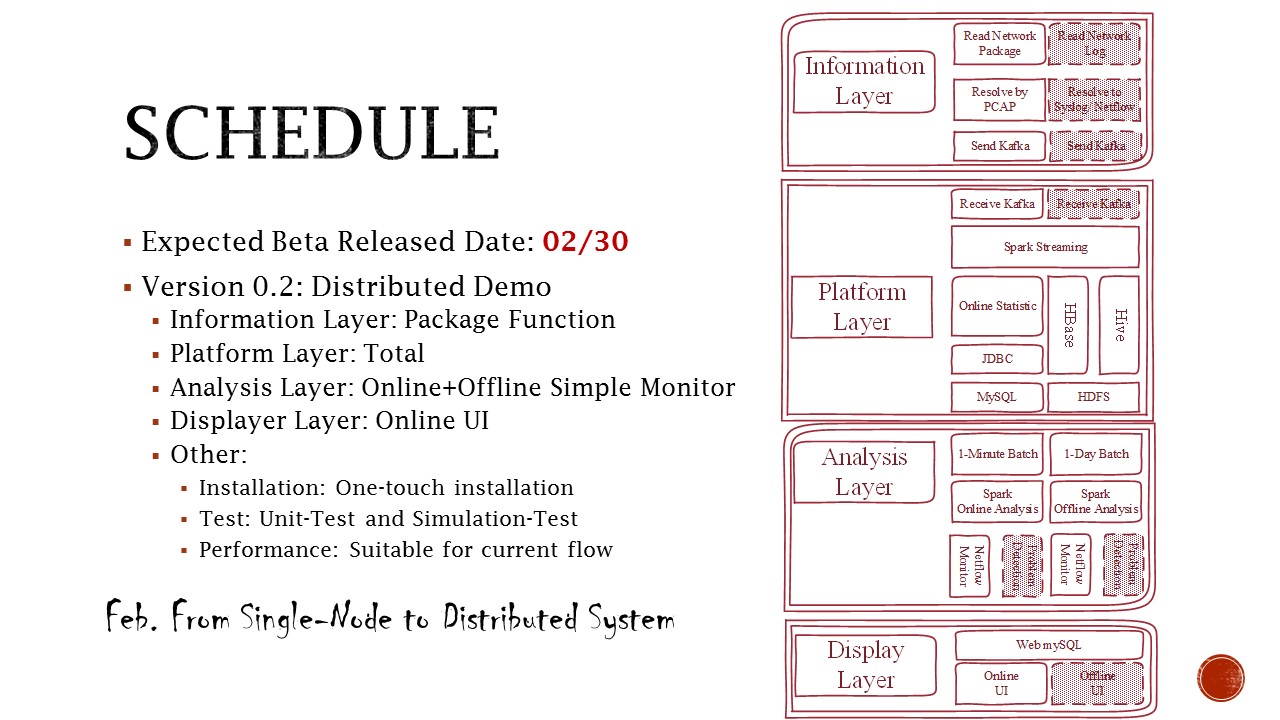 SCHEDULE
Expected Beta Released Date: 02/30
Version 0.2: Distributed Demo
Information Layer: Package Function
Platform Layer: Total
Analysis Layer: Online+Offline Simple Monitor
Displayer Layer: Online UI
Other:
Installation: One-touch installation
Test: Unit-Test and Simulation-Test
Performance: Suitable for current flow
Feb. From Single-Node to Distributed System
Information
Layer
Read Network
Package
Read Network
Log
Resolve by
PCAP
Resolve to
Syslog, Netflow
Send Kafka
Send Kafka
Platform
Layer
Receive Kafka
Receive Kafka
Spark Streaming
Online Statistic
HBase
Hive
JDBC
MySQL
HDFS
Analysis
Layer
1-Minute Batch
1-Day Batch
Spark
Online Analysis
Spark
Offline Analysis
Netflow
Monitor
Problem
Detection
Netflow
Monitor
Problem
Detection
Display
Layer
Web mySQL
Online
UI
Offline
UI